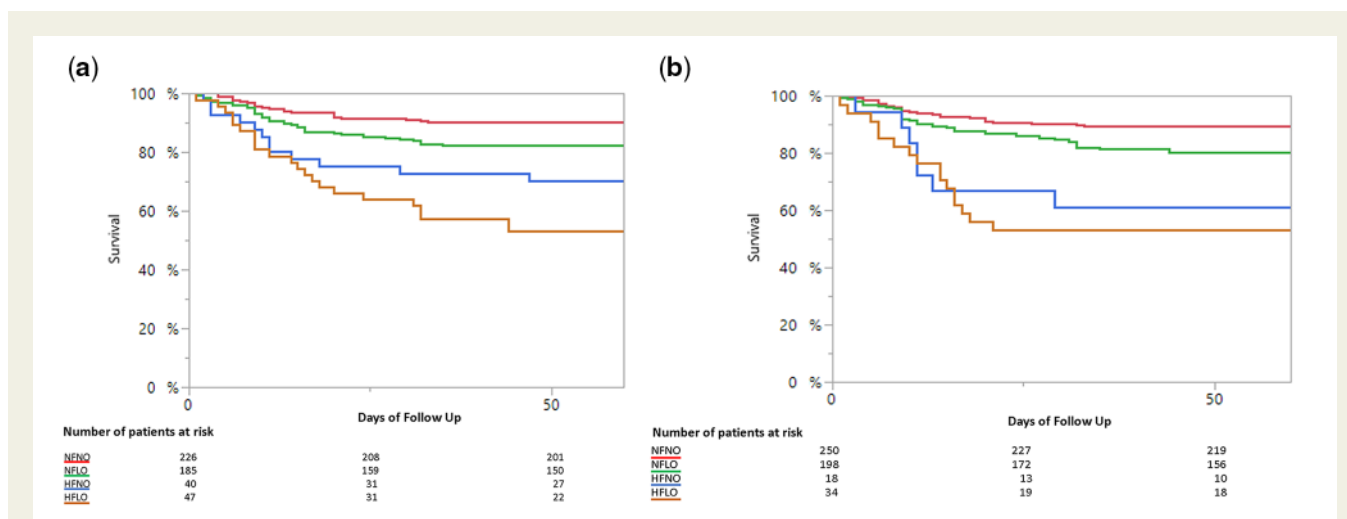 (a)
100 %
80 %
60 %
40 %
20 %
0 %
Survival
0 50
Days of Follow Up
Number of patients at risk
NFNO 226 208 201
NFLO 185 159 150
HFNO 40 31 27
HFLO 47 31 22
(b)
100 %
80 %
60 %
40 %
20 %
0 %
Survival
0 50
Days of Follow Up
Number of patients at risk
NFNO 250 227 219
NFLO 198 172 156
HFNO 18 13 10
HFLO 34 19 18